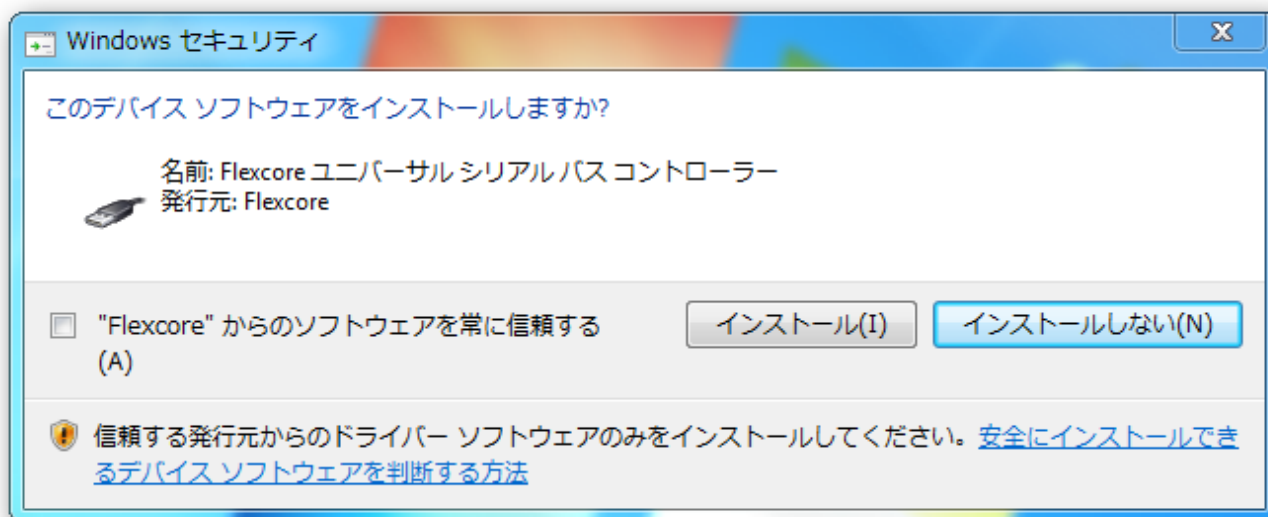 Windows セキュリティ
このデバイス ソフトウェアをインストールしますか?
名前: Flexcore ユニバーサル シリアル バス コントローラー
発行元: Flexcore
"Flexcore" からのソフトウェアを常に信頼する
(A)
インストール(I)
インストールしない(N)
信頼する発行元からのドライバー ソフトウェアのみをインストールしてください。安全にインストールでき
るデバイス ソフトウェアを判断する方法